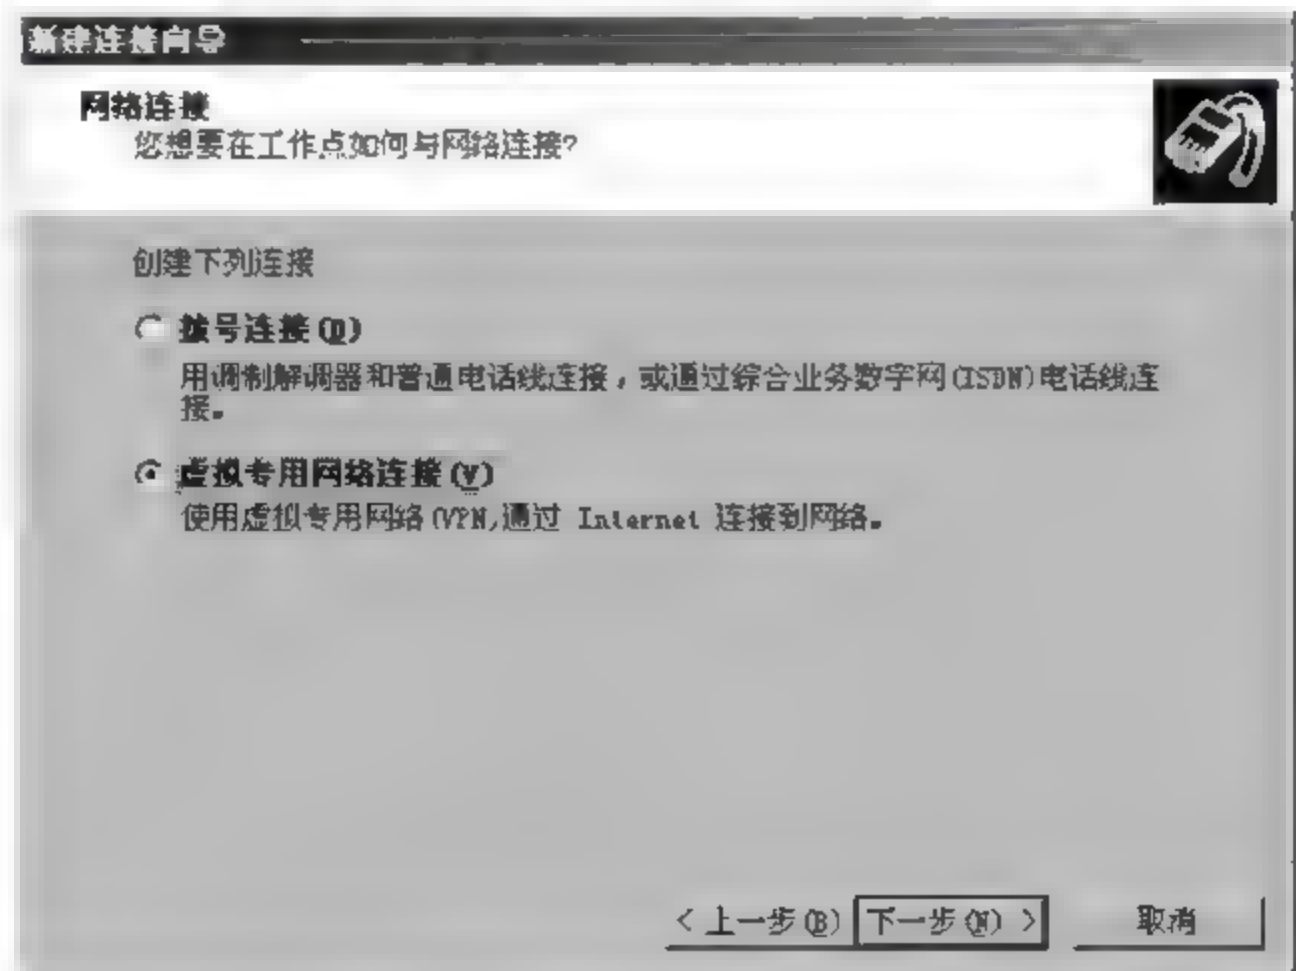 新建连接向导
网络连接
您想要在工作点如何与网络连接?
创建下列连接
拨号连接(D)
用调制解调器和普通电话线连接，或通过综合业务数字网(ISDN)电话线连
接。
虚拟专用网络连接(V)
使用虚拟专用网络(VPN)通过 Internet 连接到网络。
< 上一步(B) 下一步(N) > 取消